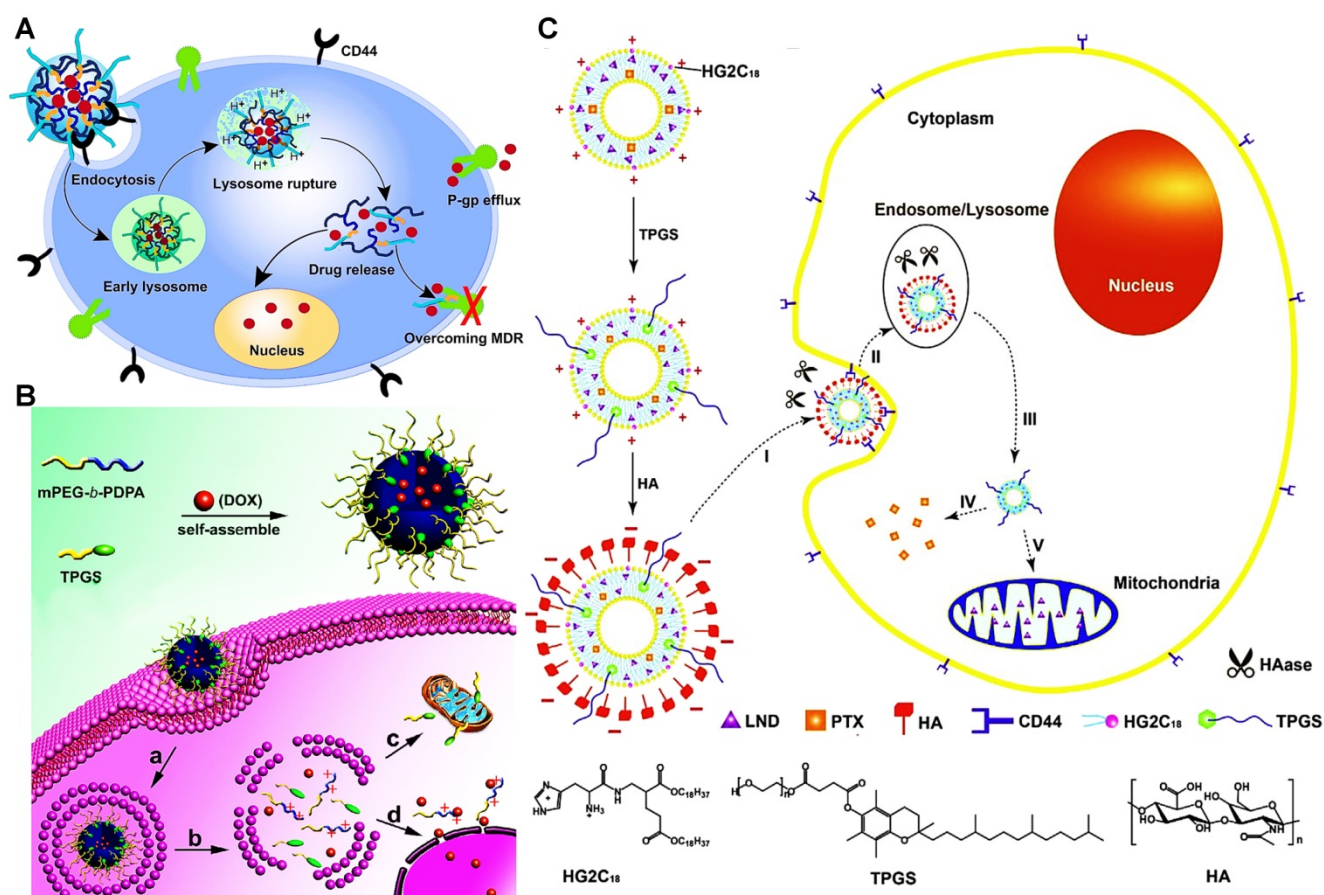 A
CD44
Endocytosis
H+
H+
H+
H+
H+
H+
H+
Lysosome rupture
P-gp efflux
Early lysosome
Drug release
Nucleus
Overcoming MDR
B
mPEG-b-PDPA
(DOX)
self-assemble
TPGS
a
b
c
d
C
HG2C18
TPGS
HA
Cytoplasm
Endosome/Lysosome
Nucleus
I
II
III
IV
V
Mitochondria
HAase
LND
PTX
HA
CD44
HG2C18
TPGS
HG2C18
TPGS
HA